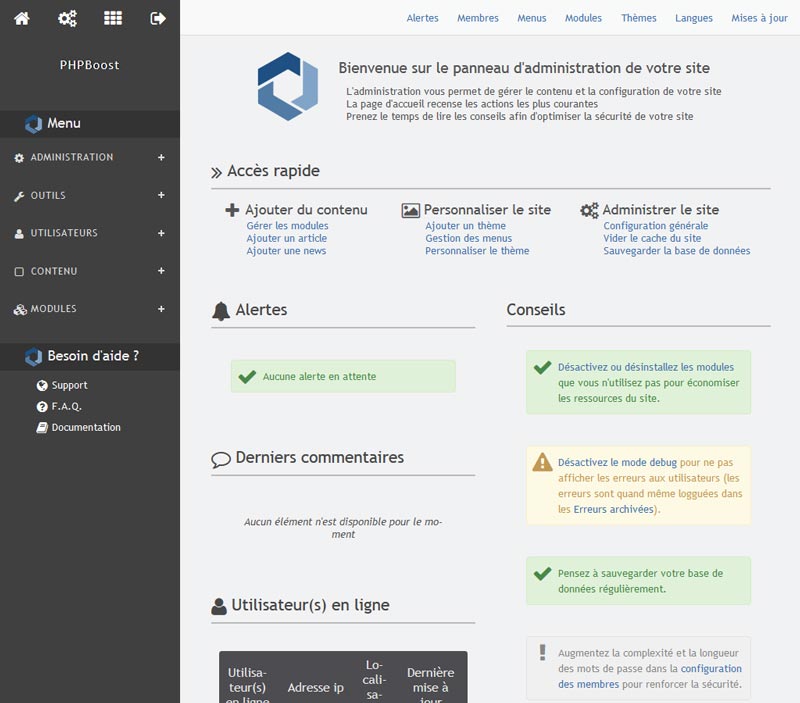 Alertes Membres Menus Modules Thèmes Langues Mises à jour
PHPBoost
Menu
ADMINISTRATION +
OUTILS +
UTILISATEURS +
CONTENU +
MODULES +
Besoin d'aide ?
Support
F.A.Q.
Documentation
Bienvenue sur le panneau d'administration de votre site
L'administration vous permet de gérer le contenu et la configuration de votre site
La page d'accueil recense les actions les plus courantes
Prenez le temps de lire les conseils afin d'optimiser la sécurité de votre site
Accès rapide
Ajouter du contenu
Gérer les modules
Ajouter un article
Ajouter une news
Personnaliser le site
Ajouter un thème
Gestion des menus
Personnaliser le thème
Administrer le site
Configuration générale
Vider le cache du site
Sauvegarder la base de données
Alertes
Aucune alerte en attente
Derniers commentaires
Aucun élément n'est disponible pour le mo-
ment
Utilisateur(s) en ligne
Utilisa-
teur(s)
en ligne
Adresse ip
Lo-
cali-
sa-
Dernière
mise à
jour
Conseils
Désactivez ou désinstallez les modules
que vous n'utilisez pas pour économiser
les ressources du site.
Désactivez le mode debug pour ne pas
afficher les erreurs aux utilisateurs (les
erreurs sont quand même logguées dans
les Erreurs archivées).
Pensez à sauvegarder votre base de
données régulièrement.
Augmentez la complexité et la longueur
des mots de passe dans la configuration
des membres pour renforcer la sécurité.